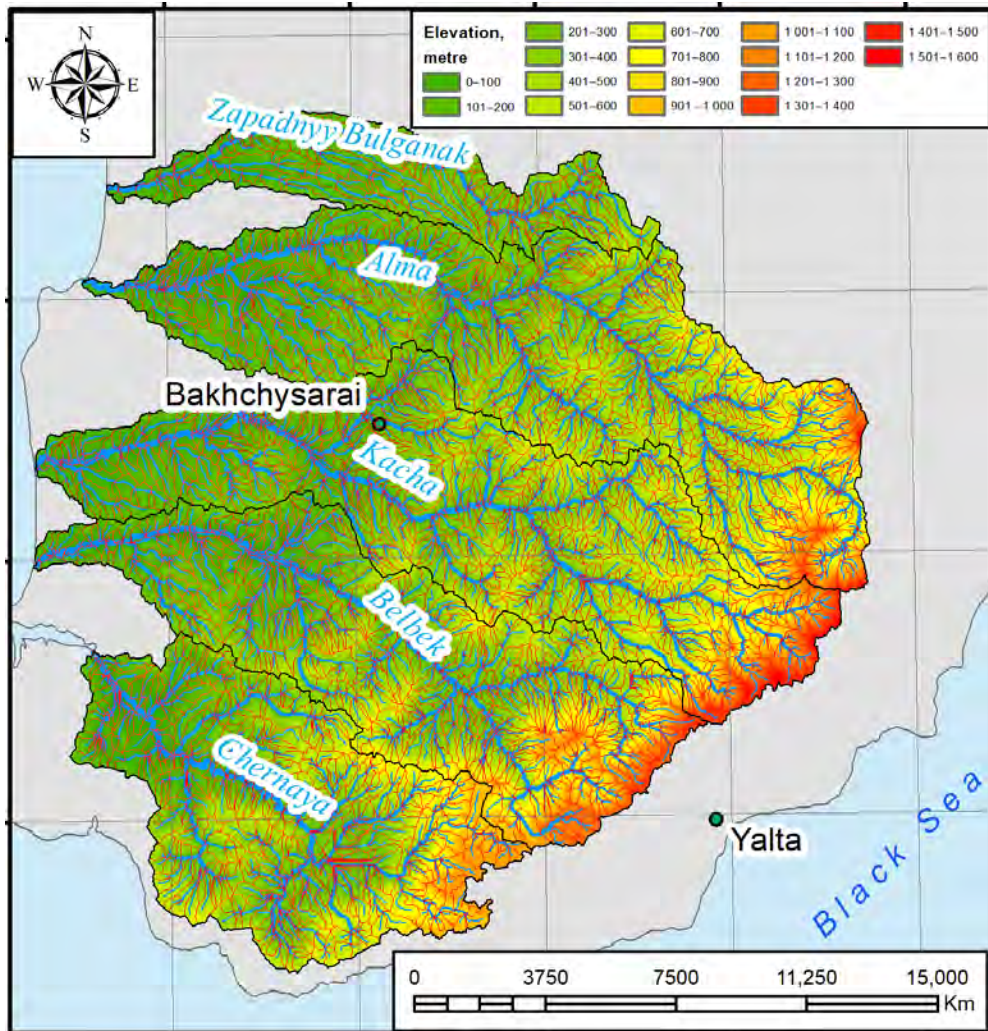 N
W E
S
Elevation,
metre
0–100
101–200
201–300
301–400
401–500
501–600
601–700
701–800
801–900
901–1 000
1 001–1 100
1 101–1 200
1 201–1 300
1 301–1 400
1 401–1 500
1 501–1 600
Zapadnyy Bulganak
Alma
Bakhchysarai
Kacha
Belbek
Chernaya
Yalta
Black Sea
0 3750 7500 11,250 15,000
Km